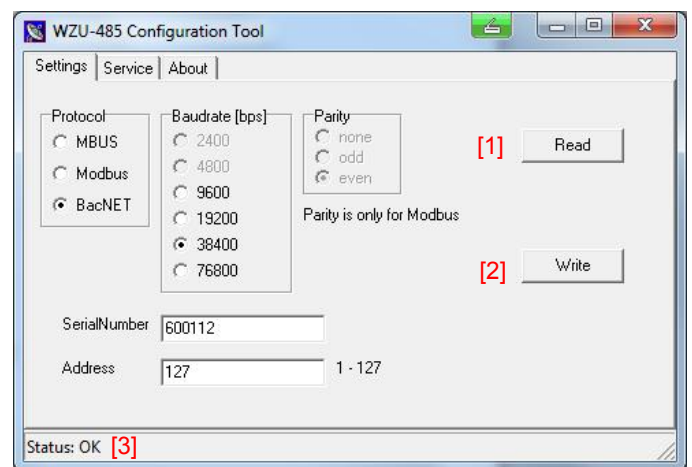 WZU-485 Configuration Tool
Settings Service About
Protocol
MBUS
Modbus
BacNET
Baudrate [bps]
2400
4800
9600
19200
38400
76800
Parity
none
odd
even
Parity is only for Modbus
[1] Read
[2] Write
SerialNumber 600112
Address 127 1 - 127
Status: OK [3]